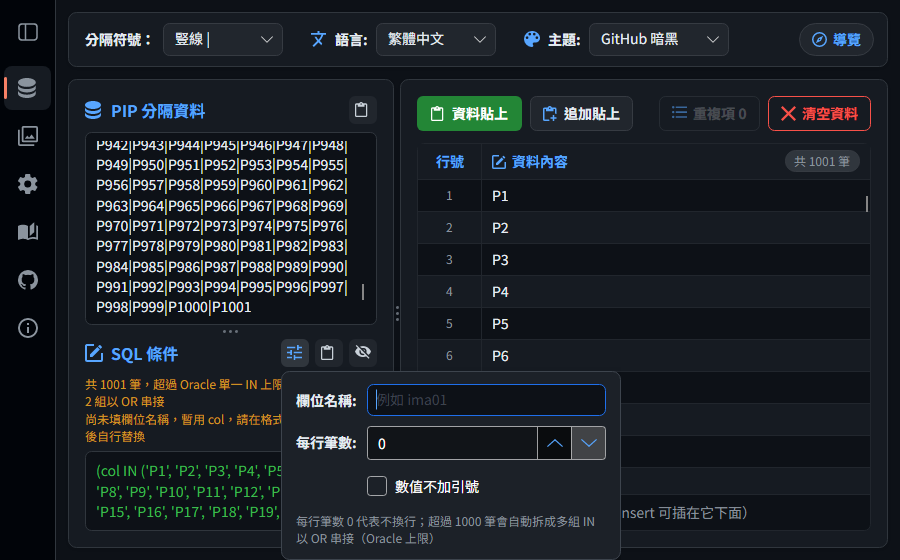 分隔符號： 豎線 | 語言: 繁體中文 主題: GitHub 暗黑 導覽
PIP 分隔資料
P942|P943|P944|P945|P946|P947|P948|
P949|P950|P951|P952|P953|P954|P955|
P956|P957|P958|P959|P960|P961|P962|
P963|P964|P965|P966|P967|P968|P969|
P970|P971|P972|P973|P974|P975|P976|
P977|P978|P979|P980|P981|P982|P983|
P984|P985|P986|P987|P988|P989|P990|
P991|P992|P993|P994|P995|P996|P997|
P998|P999|P1000|P1001
SQL 條件
共 1001 筆，超過 Oracle 單一 IN 上限
2 組以 OR 串接
尚未填欄位名稱，暫用 col，請在格式
後自行替換
(col IN ('P1', 'P2', 'P3', 'P4', 'P5
'P8', 'P9', 'P10', 'P11', 'P12', 'P
'P15', 'P16', 'P17', 'P18', 'P19',
資料貼上 追加貼上 重複項 0 清空資料
行號 資料內容 共 1001 筆
1 P1
2 P2
3 P3
4 P4
5 P5
6 P6
nsert 可插在它下面）
欄位名稱: 例如 ima01
每行筆數: 0
數值不加引號
每行筆數 0 代表不換行；超過 1000 筆會自動拆成多組 IN
以 OR 串接（Oracle 上限）